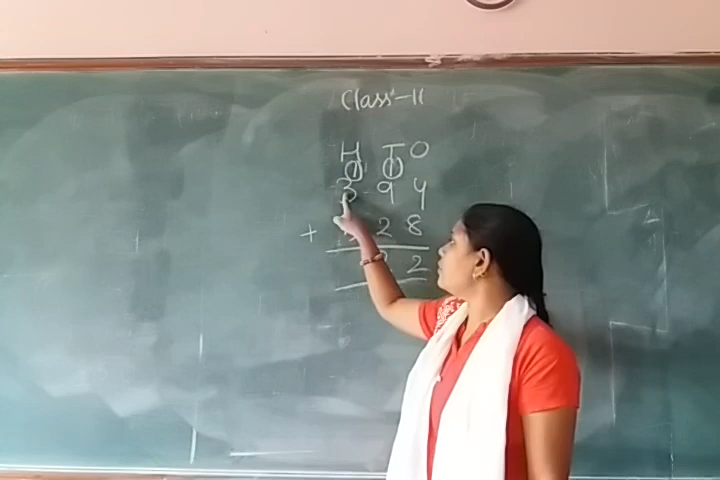 Class-II
H T O
1 1
3 9 4
+ 2 8
2